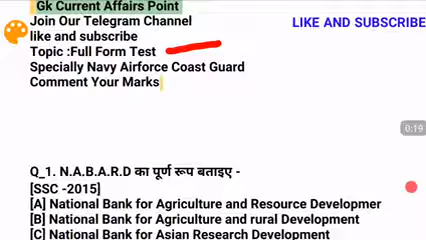 Gk Current Affairs Point
Join Our Telegram Channel
LIKE AND SUBSCRIBE
like and subscribe
Topic :Full Form Test
Specially Navy Airforce Coast Guard
Comment Your Marks
0:19
Q_1. N.A.B.A.R.D का पूर्ण रूप बताइए -
[SSC -2015]
[A] National Bank for Agriculture and Resource Developmer
[B] National Bank for Agriculture and rural Development
[C] National Bank for Asian Research Development